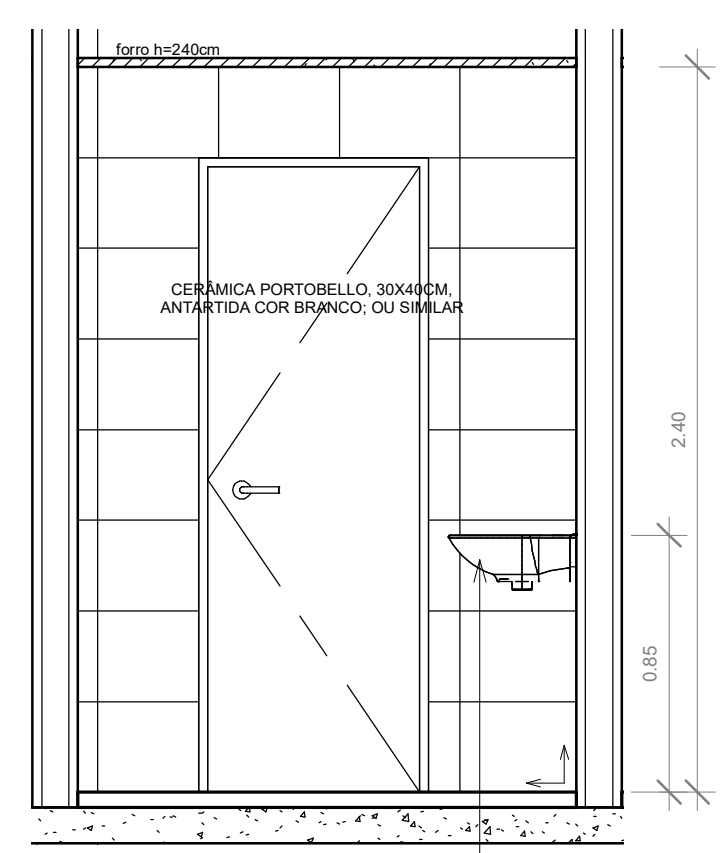 forro h=240cm
CERÂMICA PORTOBELLO, 30X40CM,
ANTARTIDA COR BRANCO; OU SIMILAR
2.40
0.85